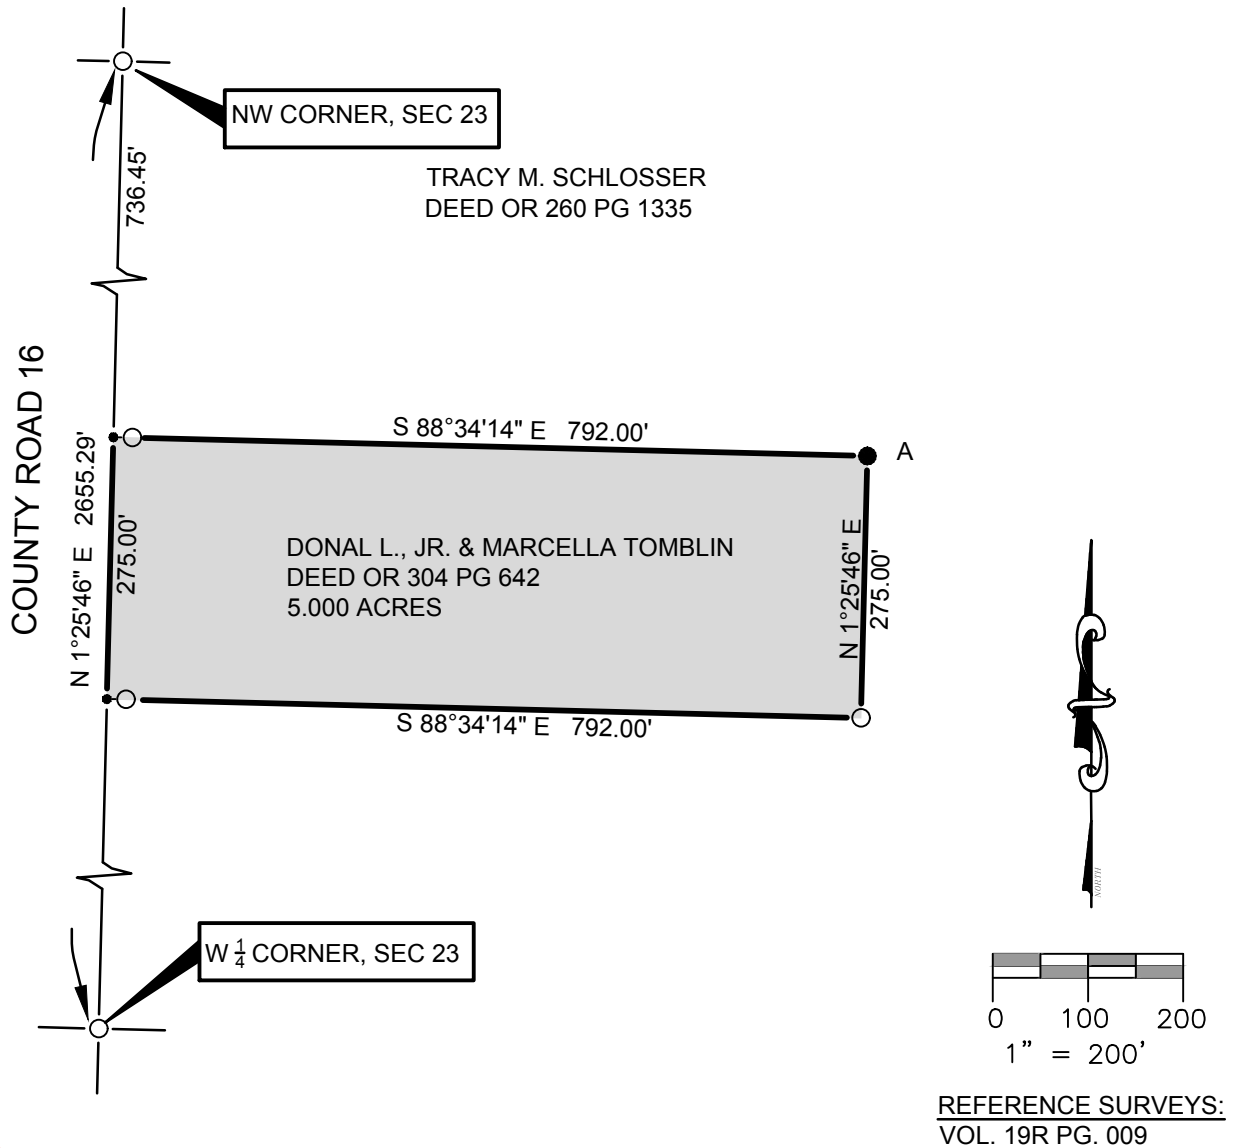 NW CORNER, SEC 23
736.45'
TRACY M. SCHLOSSER
DEED OR 260 PG 1335
COUNTY ROAD 16
N 1°25'46" E 2655.29'
275.00'
S 88°34'14" E 792.00'
A
DONAL L., JR. & MARCELLA TOMBLIN
DEED OR 304 PG 642
5.000 ACRES
N 1°25'46" E
275.00'
S 88°34'14" E 792.00'
NORTH
W 1/4 CORNER, SEC 23
0 100 200
1" = 200'
REFERENCE SURVEYS:
VOL. 19R PG. 009